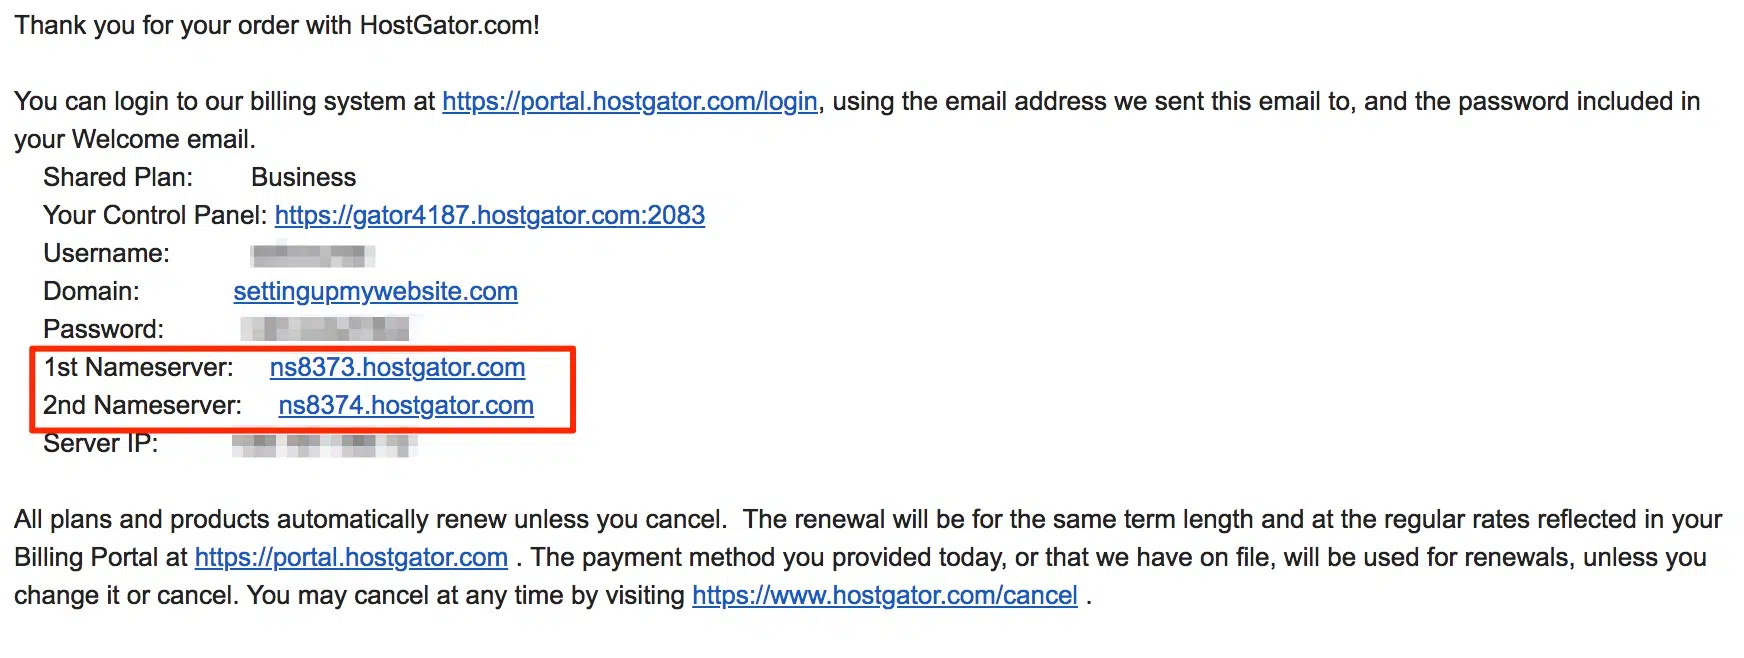 Thank you for your order with HostGator.com!
You can login to our billing system at https://portal.hostgator.com/login, using the email address we sent this email to, and the password included in
your Welcome email.
Shared Plan: Business
Your Control Panel: https://gator4187.hostgator.com:2083
Username:
Domain: settingupmywebsite.com
Password:
1st Nameserver: ns8373.hostgator.com
2nd Nameserver: ns8374.hostgator.com
Server IP:
All plans and products automatically renew unless you cancel.  The renewal will be for the same term length and at the regular rates reflected in your
Billing Portal at https://portal.hostgator.com . The payment method you provided today, or that we have on file, will be used for renewals, unless you
change it or cancel. You may cancel at any time by visiting https://www.hostgator.com/cancel .